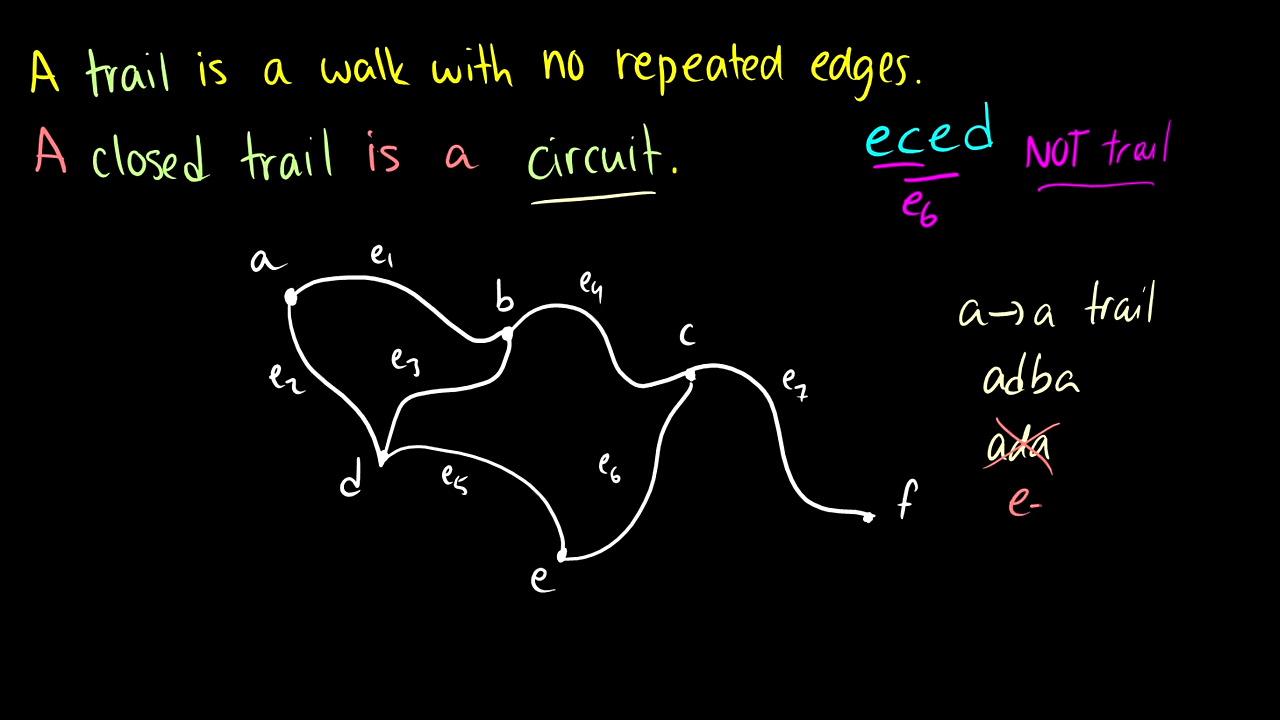 A trail is a walk with no repeated edges.
A closed trail is a circuit.
eced NOT trail
e6
a e1
b e4
c
e3
e2
e7
d e5 e6
f
e
a→a trail
adba
ada
e-